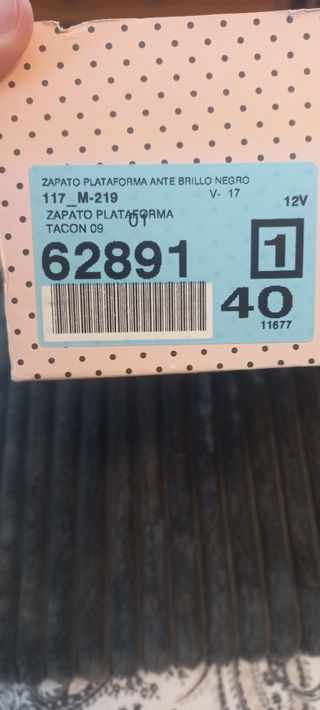 ZAPATO PLATAFORMA ANTE BRILLO NEGRO
117_M-219 V- 17 12V
ZAPATO PLATAFORMA
01
TACON 09
62891 1
40
11677